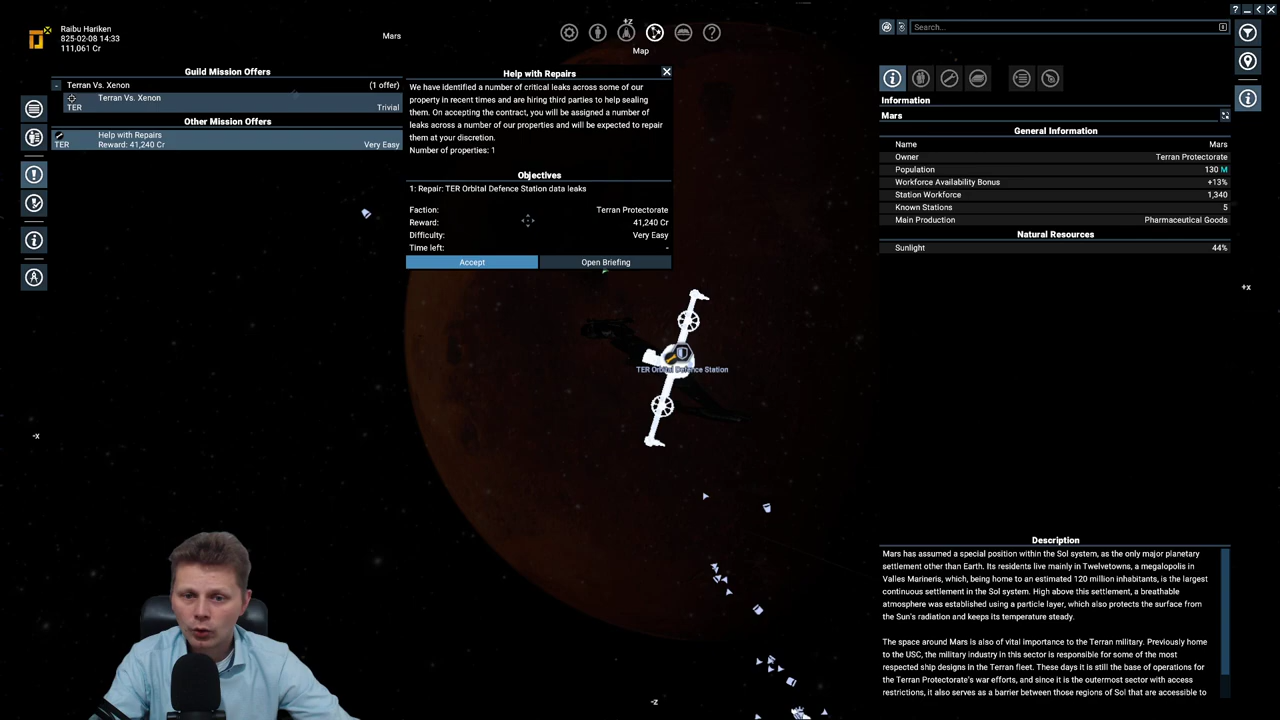 Raibu Hariken
825-02-08 14:33
111,061 Cr
Mars
+z
Map
Search...
Guild Mission Offers
Terran Vs. Xenon (1 offer)
Terran Vs. Xenon
TER Trivial
Other Mission Offers
Help with Repairs
TER Reward: 41,240 Cr Very Easy
Help with Repairs
We have identified a number of critical leaks across some of our
property in recent times and are hiring third parties to help sealing
them. On accepting the contract, you will be assigned a number of
leaks across a number of our properties and will be expected to repair
them at your discretion.
Number of properties: 1
Objectives
1: Repair: TER Orbital Defence Station data leaks
Faction: Terran Protectorate
Reward: 41,240 Cr
Difficulty: Very Easy
Time left: -
Accept Open Briefing
TER Orbital Defence Station
-x
+x
-z
Information
Mars
General Information
Name Mars
Owner Terran Protectorate
Population 130 M
Workforce Availability Bonus +13%
Station Workforce 1,340
Known Stations 5
Main Production Pharmaceutical Goods
Natural Resources
Sunlight 44%
Description
Mars has assumed a special position within the Sol system, as the only major planetary
settlement other than Earth. Its residents live mainly in Twelvetowns, a megalopolis in
Valles Marineris, which, being home to an estimated 120 million inhabitants, is the largest
continuous settlement in the Sol system. High above this settlement, a breathable
atmosphere was established using a particle layer, which also protects the surface from
the Sun's radiation and keeps its temperature steady.
The space around Mars is also of vital importance to the Terran military. Previously home
to the USC, the military industry in this sector is responsible for some of the most
respected ship designs in the Terran fleet. These days it is still the base of operations for
the Terran Protectorate's war efforts, and since it is the outermost sector with access
restrictions, it also serves as a barrier between those regions of Sol that are accessible to